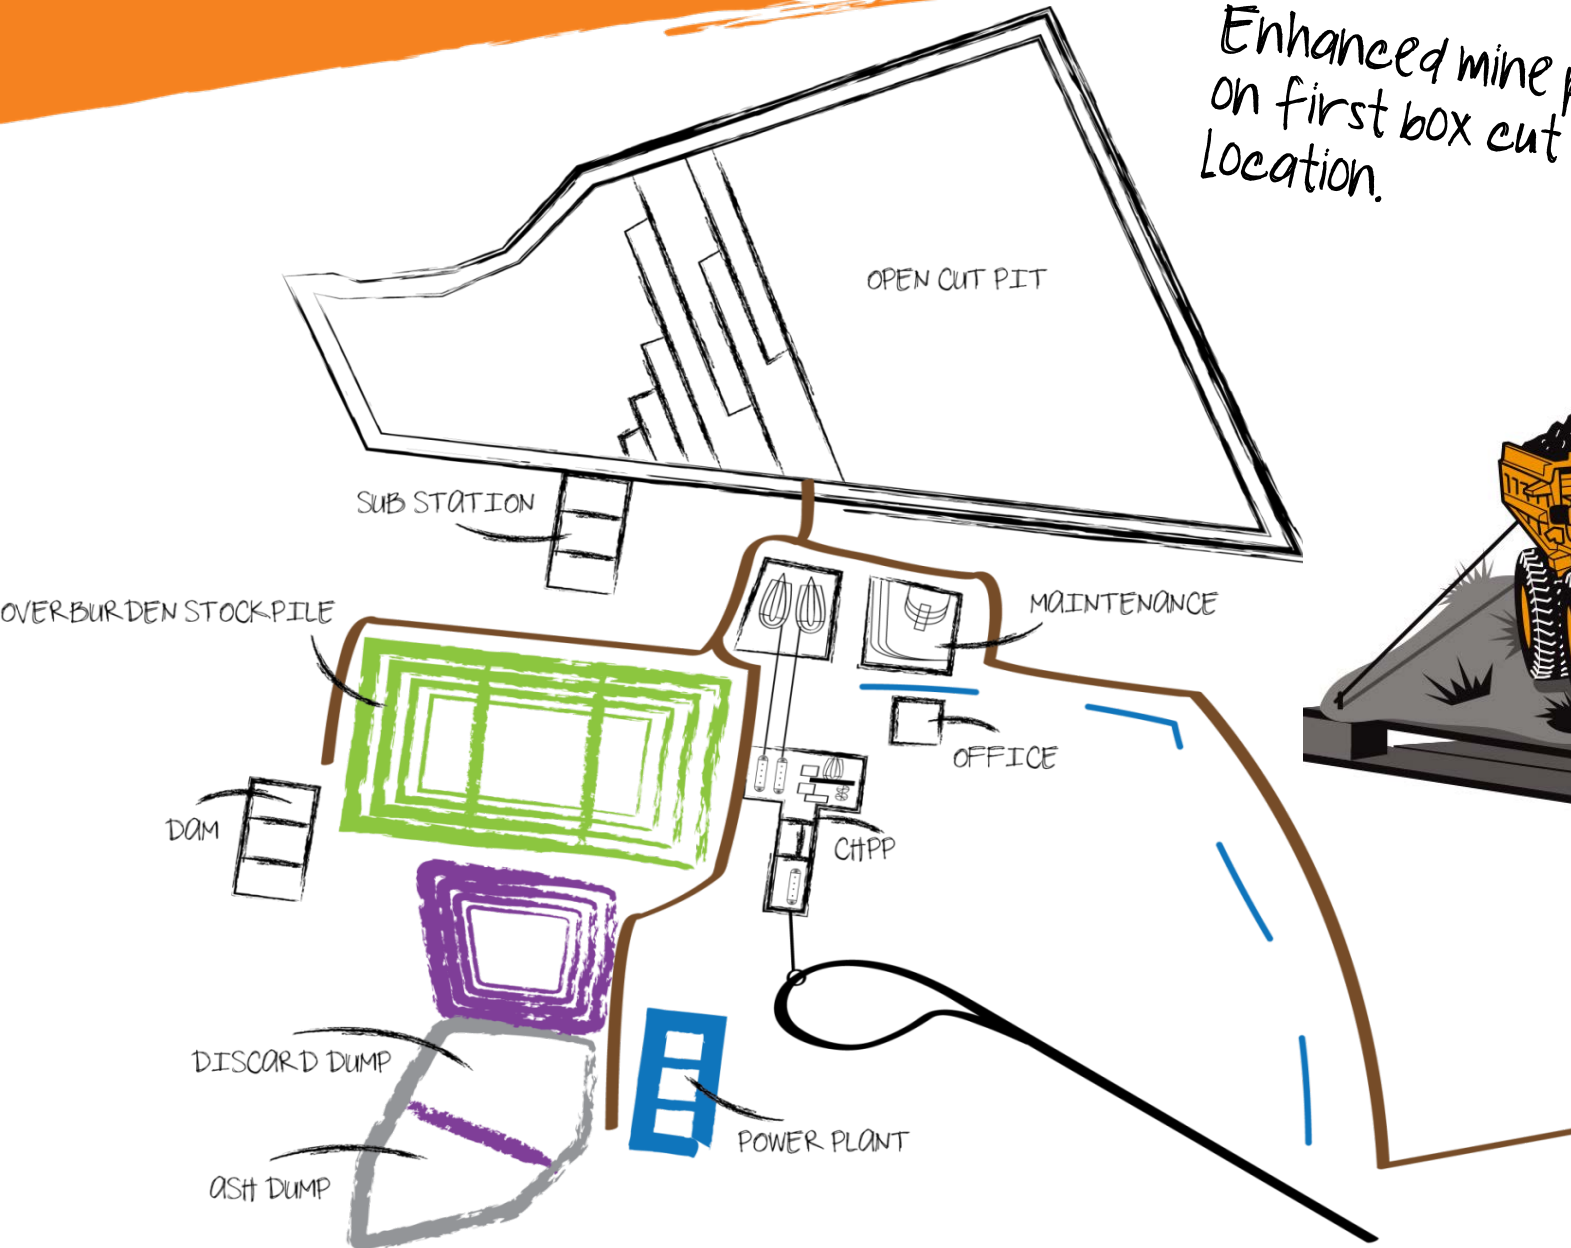 Enhanced mine
on first box cut
Location.
OPEN CUT PIT
SUB STATION
OVERBURDEN STOCKPILE
MAINTENANCE
OFFICE
DAM
CHPP
DISCARD DUMP
POWER PLANT
ASH DUMP